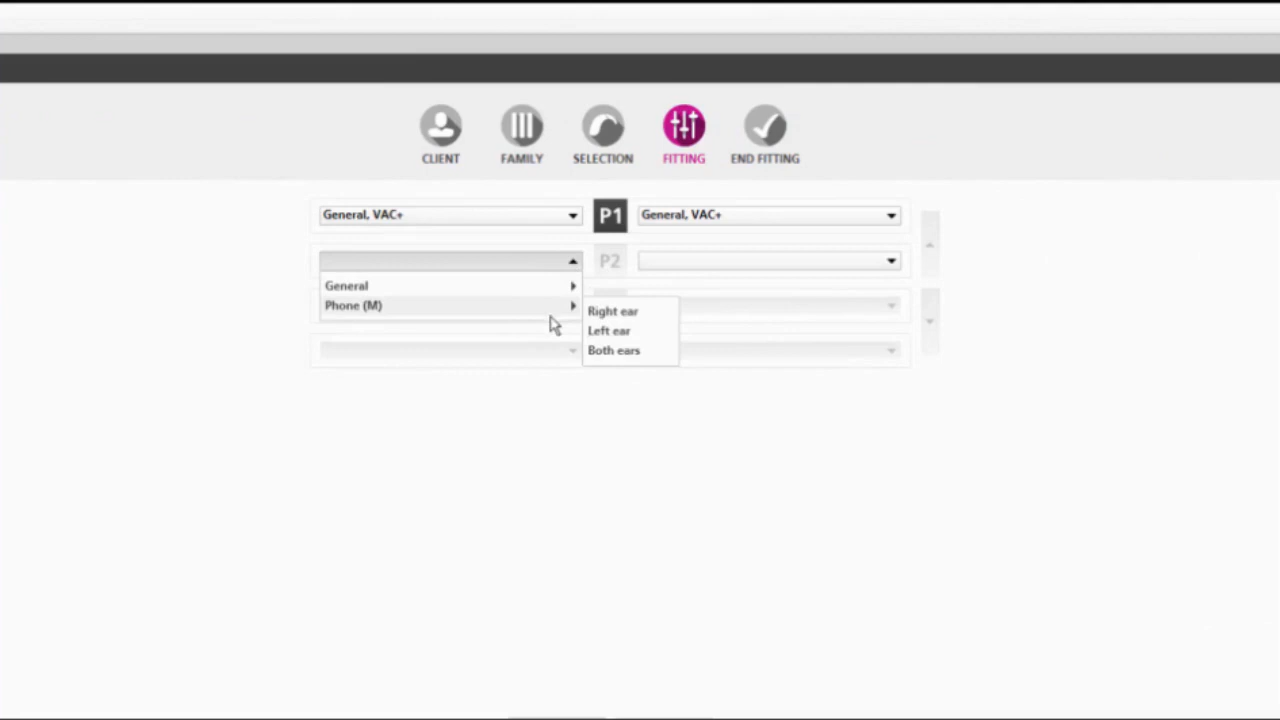 CLIENT FAMILY SELECTION FITTING END FITTING
General, VAC+ P1 General, VAC+
P2
General
Phone (M)
Right ear
Left ear
Both ears